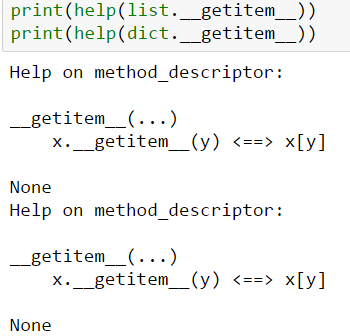 print(help(list.__getitem__))
print(help(dict.__getitem__))
Help on method_descriptor:
__getitem__(...)
    x.__getitem__(y) <==> x[y]
None
Help on method_descriptor:
__getitem__(...)
    x.__getitem__(y) <==> x[y]
None